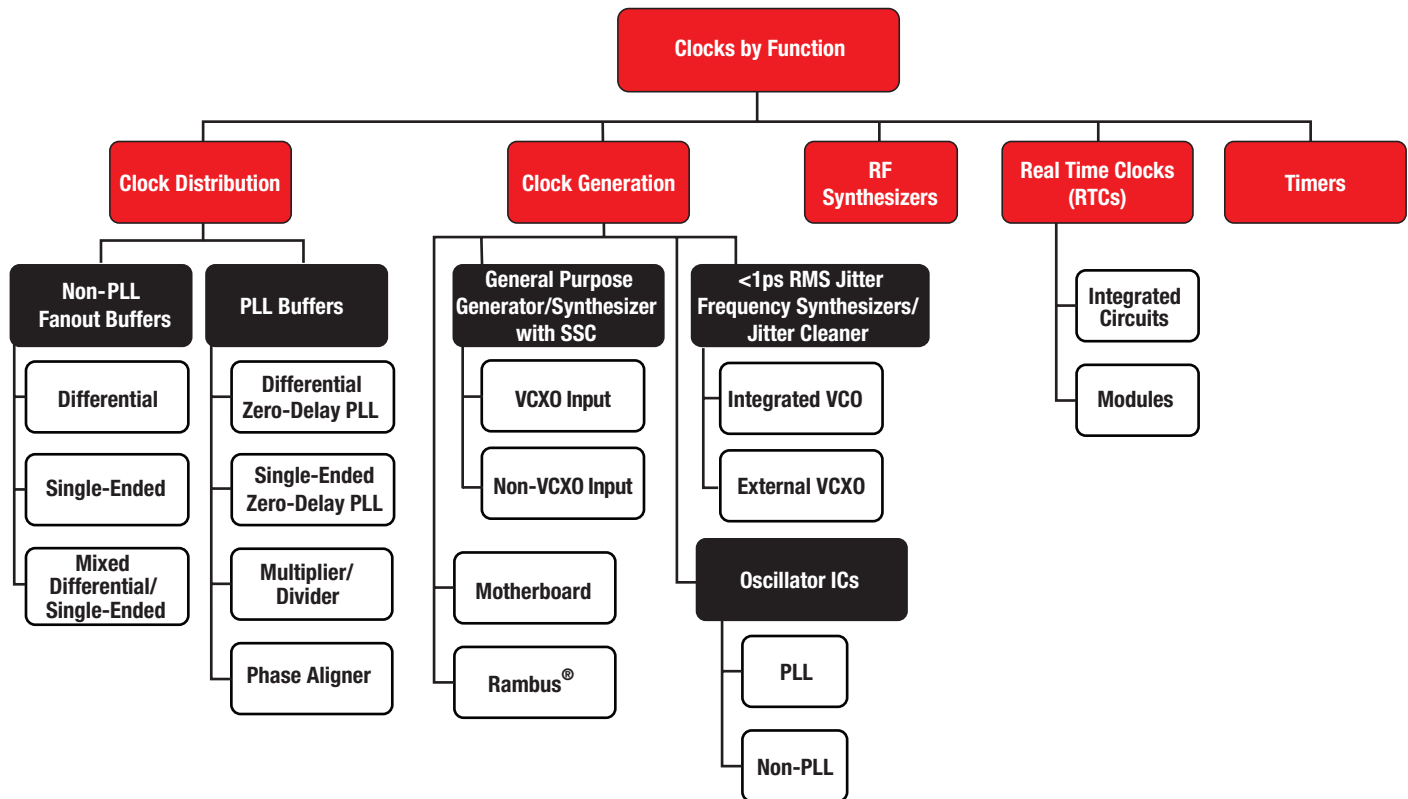 Clocks by Function
Clock Distribution
Clock Generation
RF
Synthesizers
Real Time Clocks
(RTCs)
Timers
Non-PLL
Fanout Buffers
PLL Buffers
General Purpose
Generator/Synthesizer
with SSC
<1ps RMS Jitter
Frequency Synthesizers/
Jitter Cleaner
Integrated
Circuits
Modules
Differential
Single-Ended
Mixed
Differential/
Single-Ended
Differential
Zero-Delay PLL
Single-Ended
Zero-Delay PLL
Multiplier/
Divider
Phase Aligner
VCXO Input
Non-VCXO Input
Motherboard
Rambus®
Integrated VCO
External VCXO
Oscillator ICs
PLL
Non-PLL